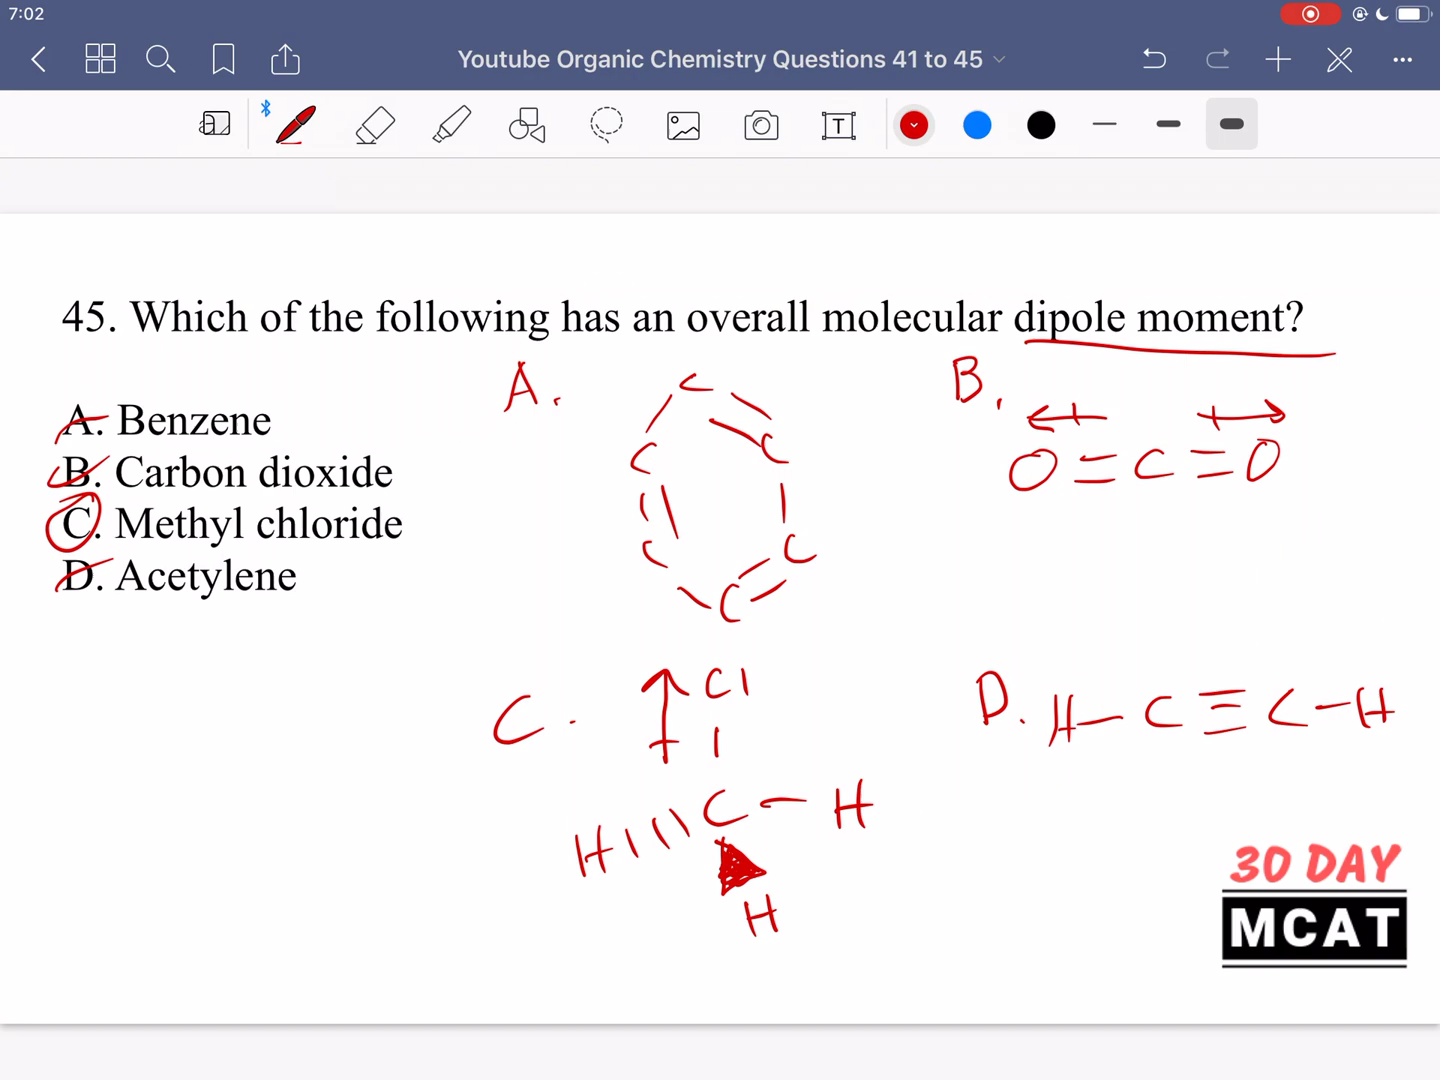 7:02
Youtube Organic Chemistry Questions 41 to 45
T
45. Which of the following has an overall molecular dipole moment?
A. Benzene
B. Carbon dioxide
C. Methyl chloride
D. Acetylene
A.
C
C C
C C
C
B.
O=C=O
C.
Cl
C-H
H
H
D. H-C≡C-H
30 DAY
MCAT